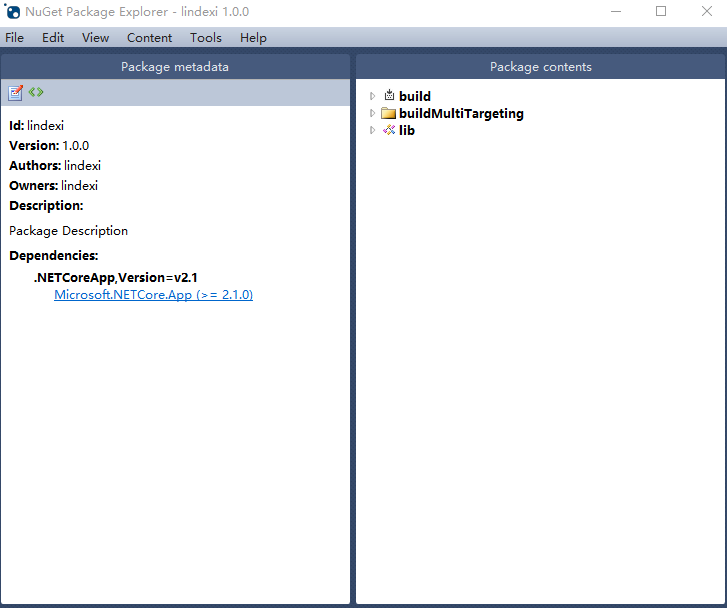 NuGet Package Explorer - lindexi 1.0.0
File Edit View Content Tools Help
Package metadata
Id: lindexi
Version: 1.0.0
Authors: lindexi
Owners: lindexi
Description:
Package Description
Dependencies:
.NETCoreApp,Version=v2.1
Microsoft.NETCore.App (>= 2.1.0)
Package contents
build
buildMultiTargeting
lib